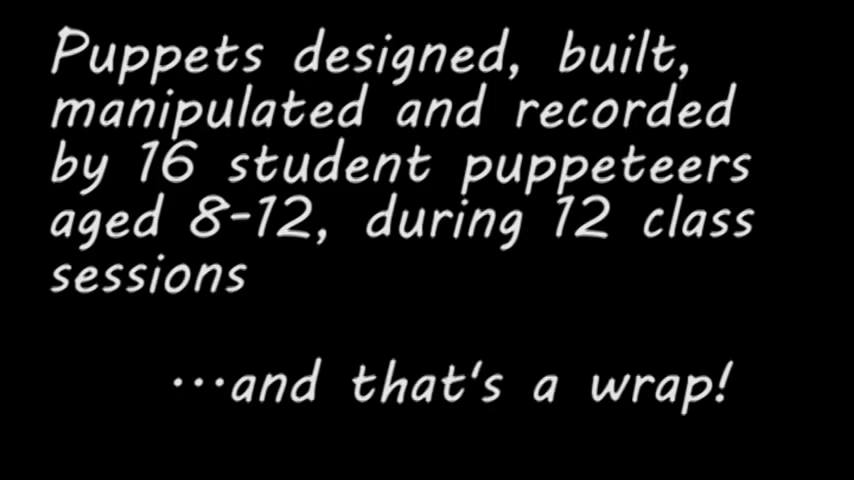 Puppets designed, built,
manipulated and recorded
by 16 student puppeteers
aged 8-12, during 12 class
sessions
...and that's a wrap!